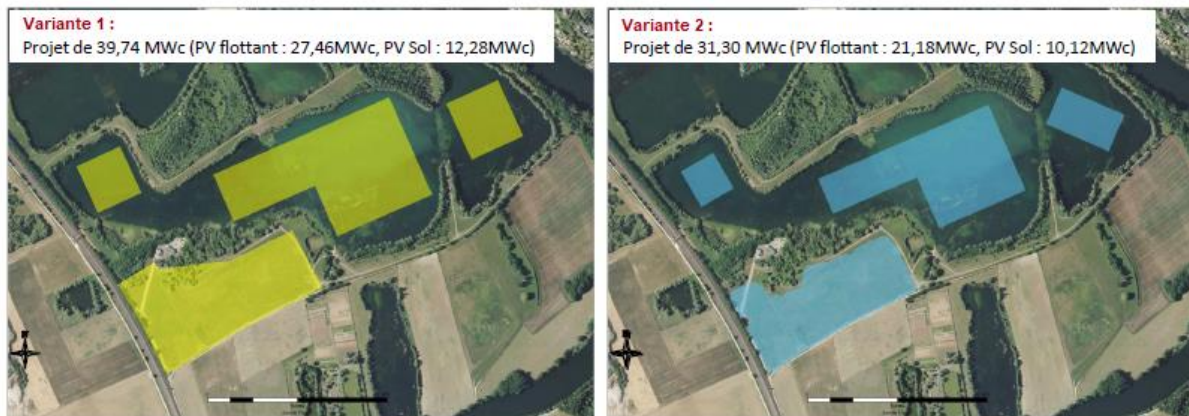 Variante 1 :
Projet de 39,74 MWc (PV flottant : 27,46MWc, PV Sol : 12,28MWc)
Variante 2 :
Projet de 31,30 MWc (PV flottant : 21,18MWc, PV Sol : 10,12MWc)